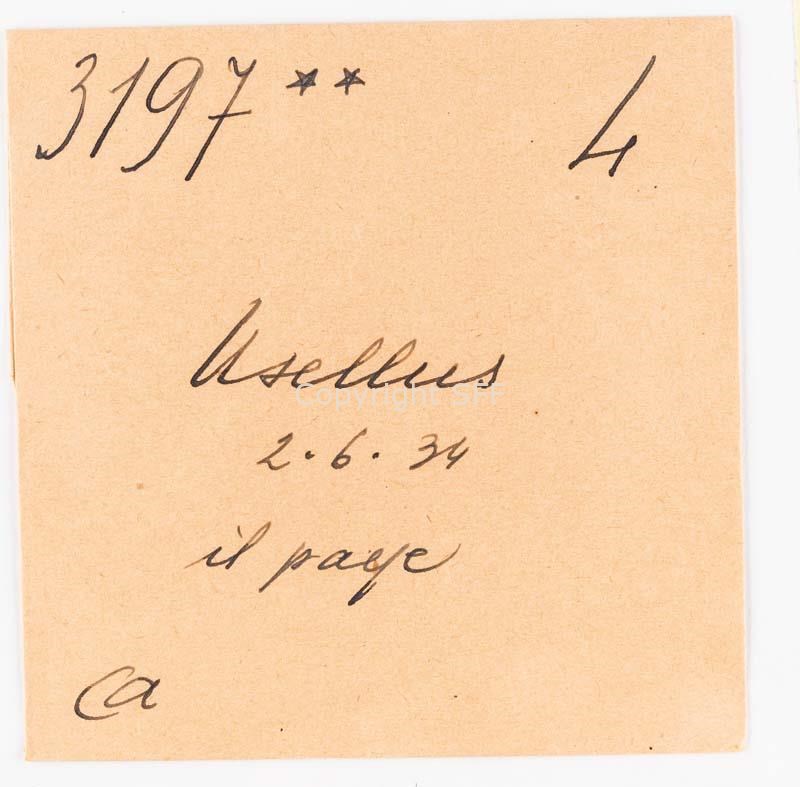 3197 ** 4
Usellus
Copyright SFF
2.6.34
il paese
Ca